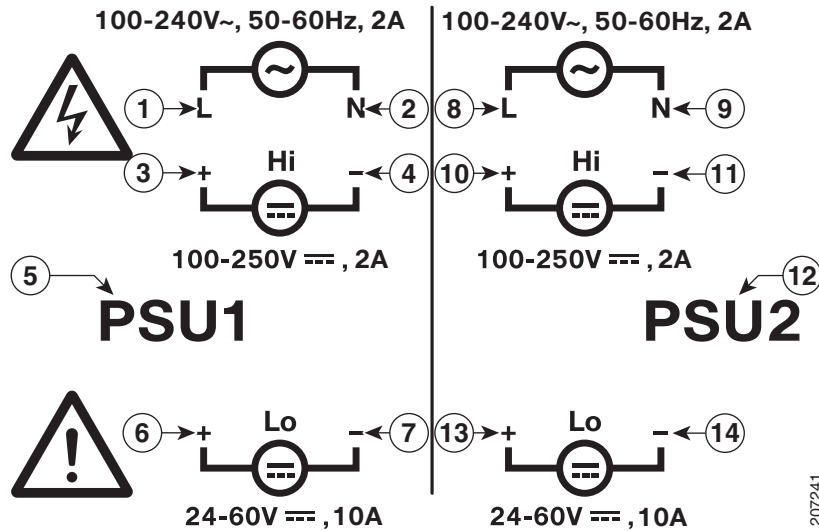 100-240V~, 50-60Hz, 2A 100-240V~, 50-60Hz, 2A
1 L N 2 8 L N 9
3 + Hi - 4 10 + Hi - 11
100-250V ⎓ , 2A 100-250V ⎓ , 2A
5 12
PSU1 PSU2
6 + Lo - 7 13 + Lo - 14
24-60V ⎓ , 10A 24-60V ⎓ , 10A
207241